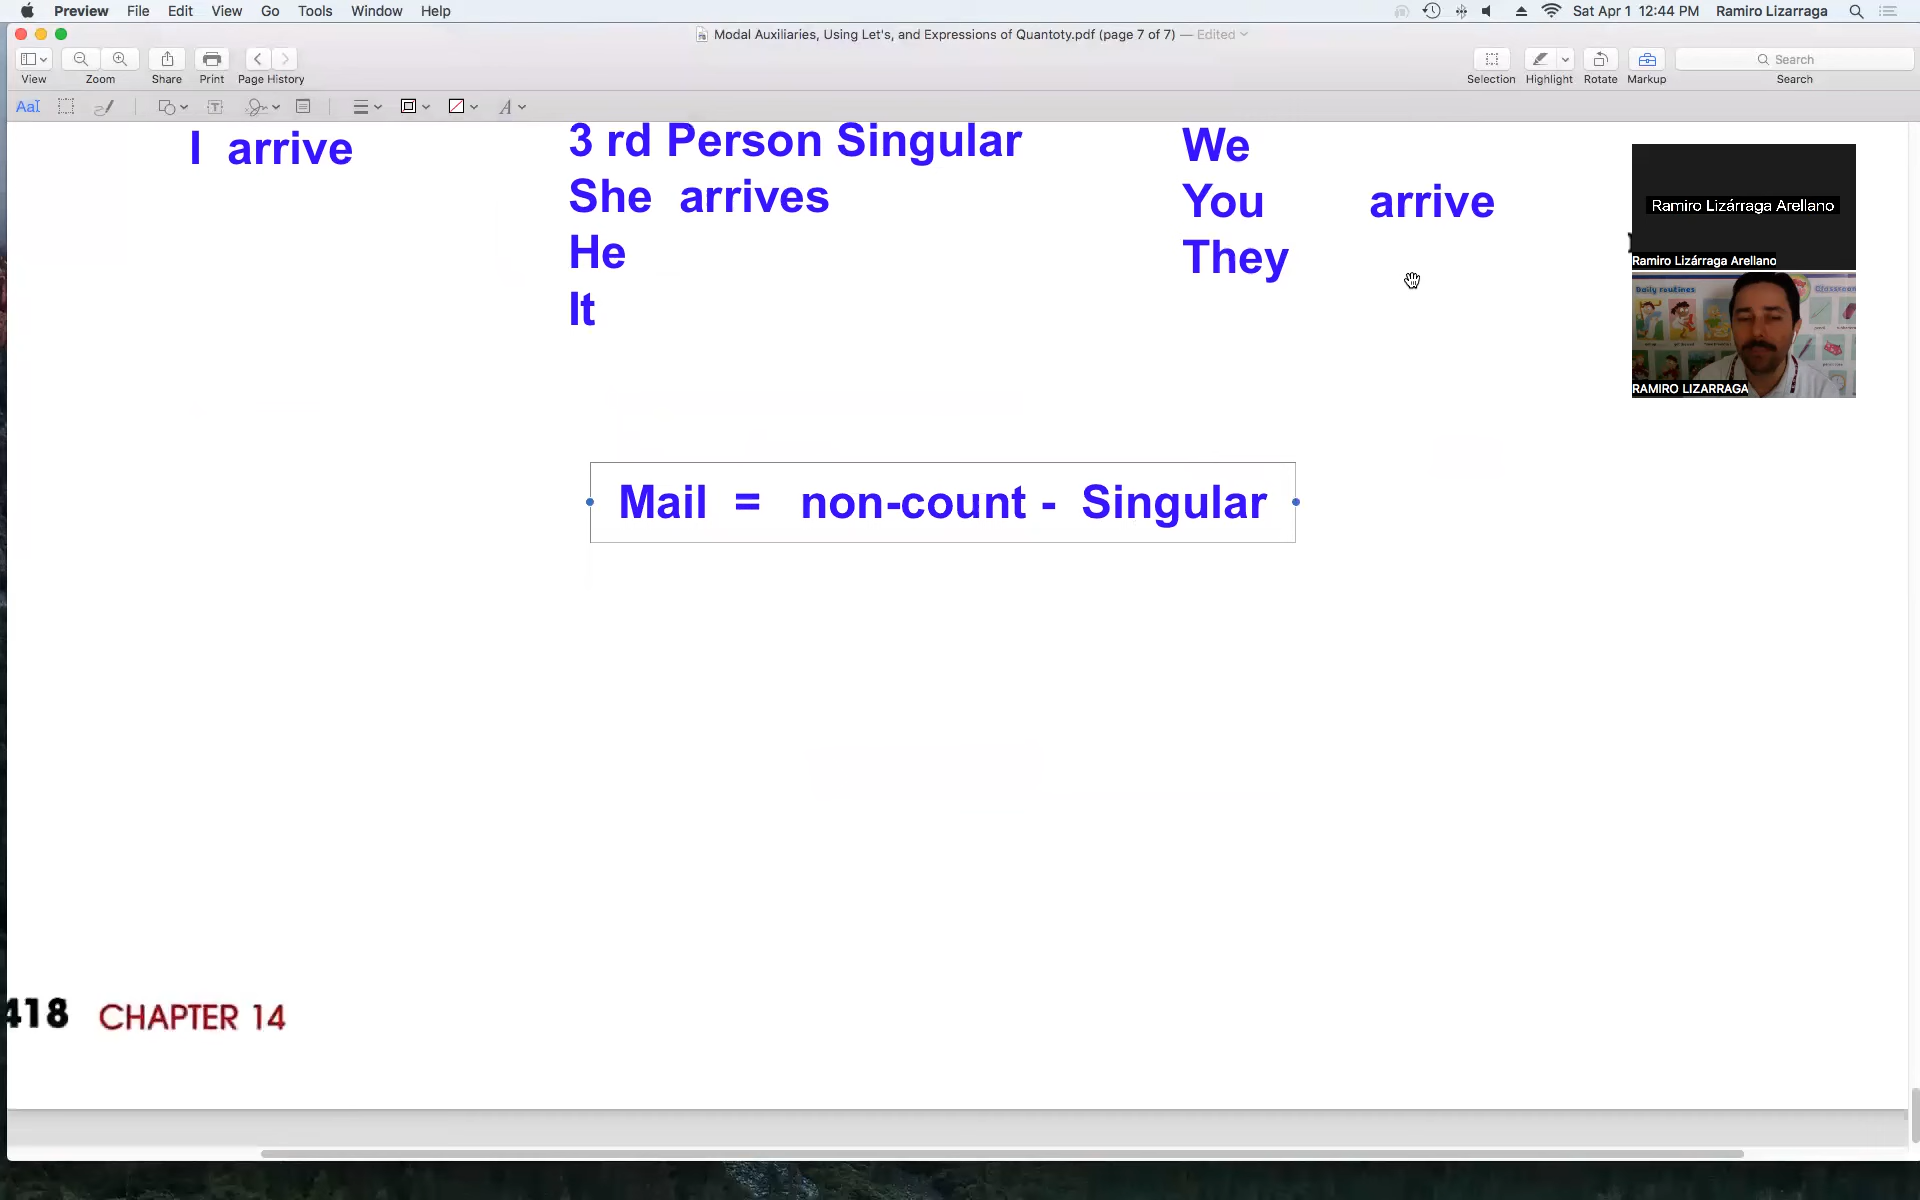 Preview File Edit View Go Tools Window Help
Sat Apr 1 12:44 PM Ramiro Lizarraga
Modal Auxiliaries, Using Let's, and Expressions of Quantoty.pdf (page 7 of 7) — Edited
View Zoom Share Print Page History
Selection Highlight Rotate Markup Search
Search
AaI T A
I arrive
3 rd Person Singular
She arrives
He
It
We
You arrive
They
Ramiro Lizárraga Arellano
Ramiro Lizárraga Arellano
Daily routines
RAMIRO LIZARRAGA
Mail = non-count - Singular
418 CHAPTER 14